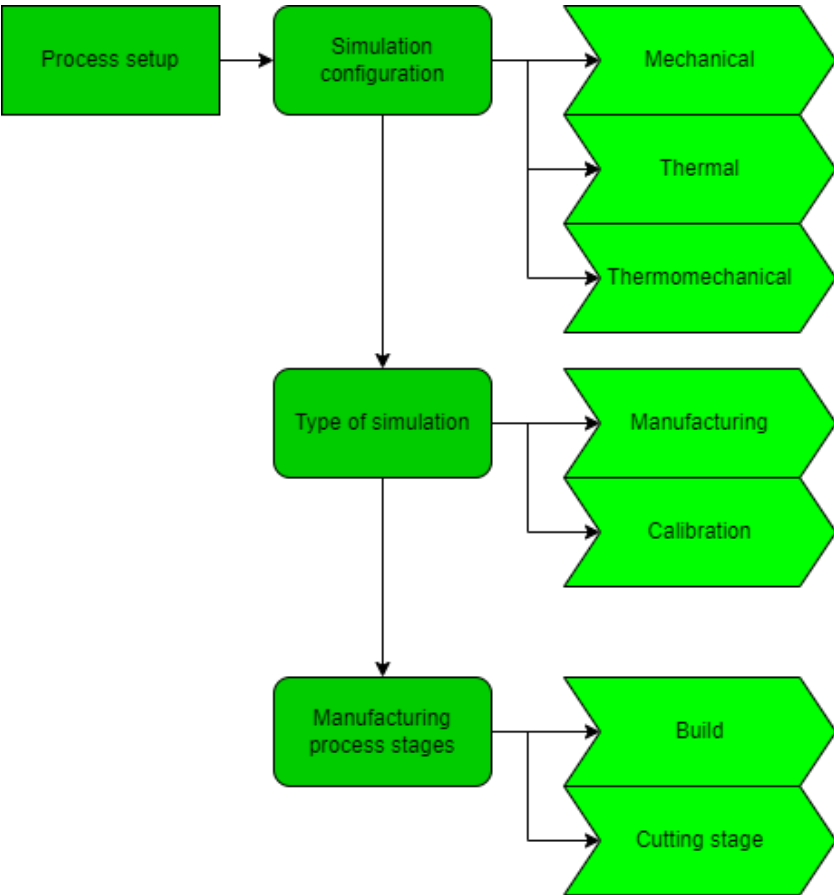 Process setup
Simulation
configuration
Mechanical
Thermal
Thermomechanical
Type of simulation
Manufacturing
Calibration
Manufacturing
process stages
Build
Cutting stage